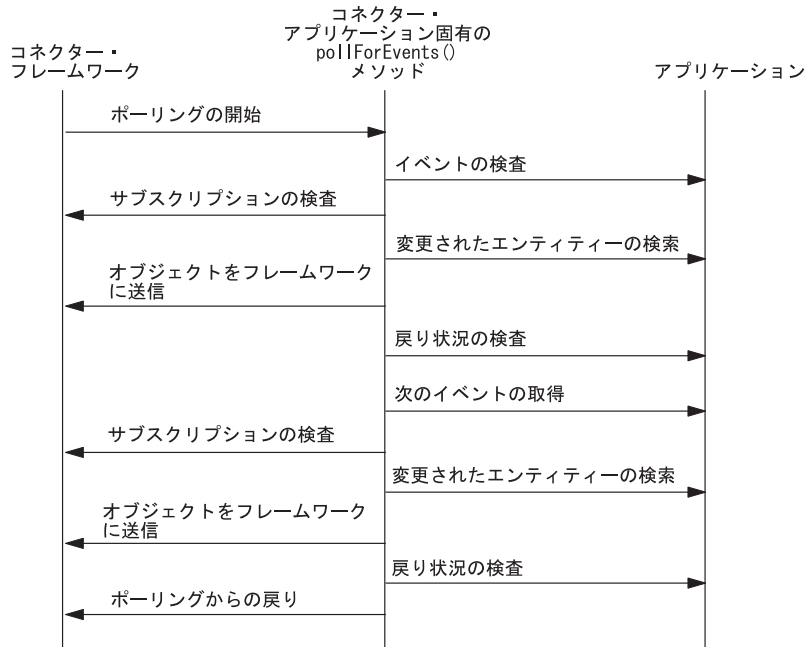 コネクター・
フレームワーク
コネクター・
アプリケーション固有の
pollForEvents()
メソッド
アプリケーション
ポーリングの開始
イベントの検査
サブスクリプションの検査
変更されたエンティティーの検索
オブジェクトをフレームワーク
に送信
戻り状況の検査
次のイベントの取得
サブスクリプションの検査
変更されたエンティティーの検索
オブジェクトをフレームワーク
に送信
戻り状況の検査
ポーリングからの戻り